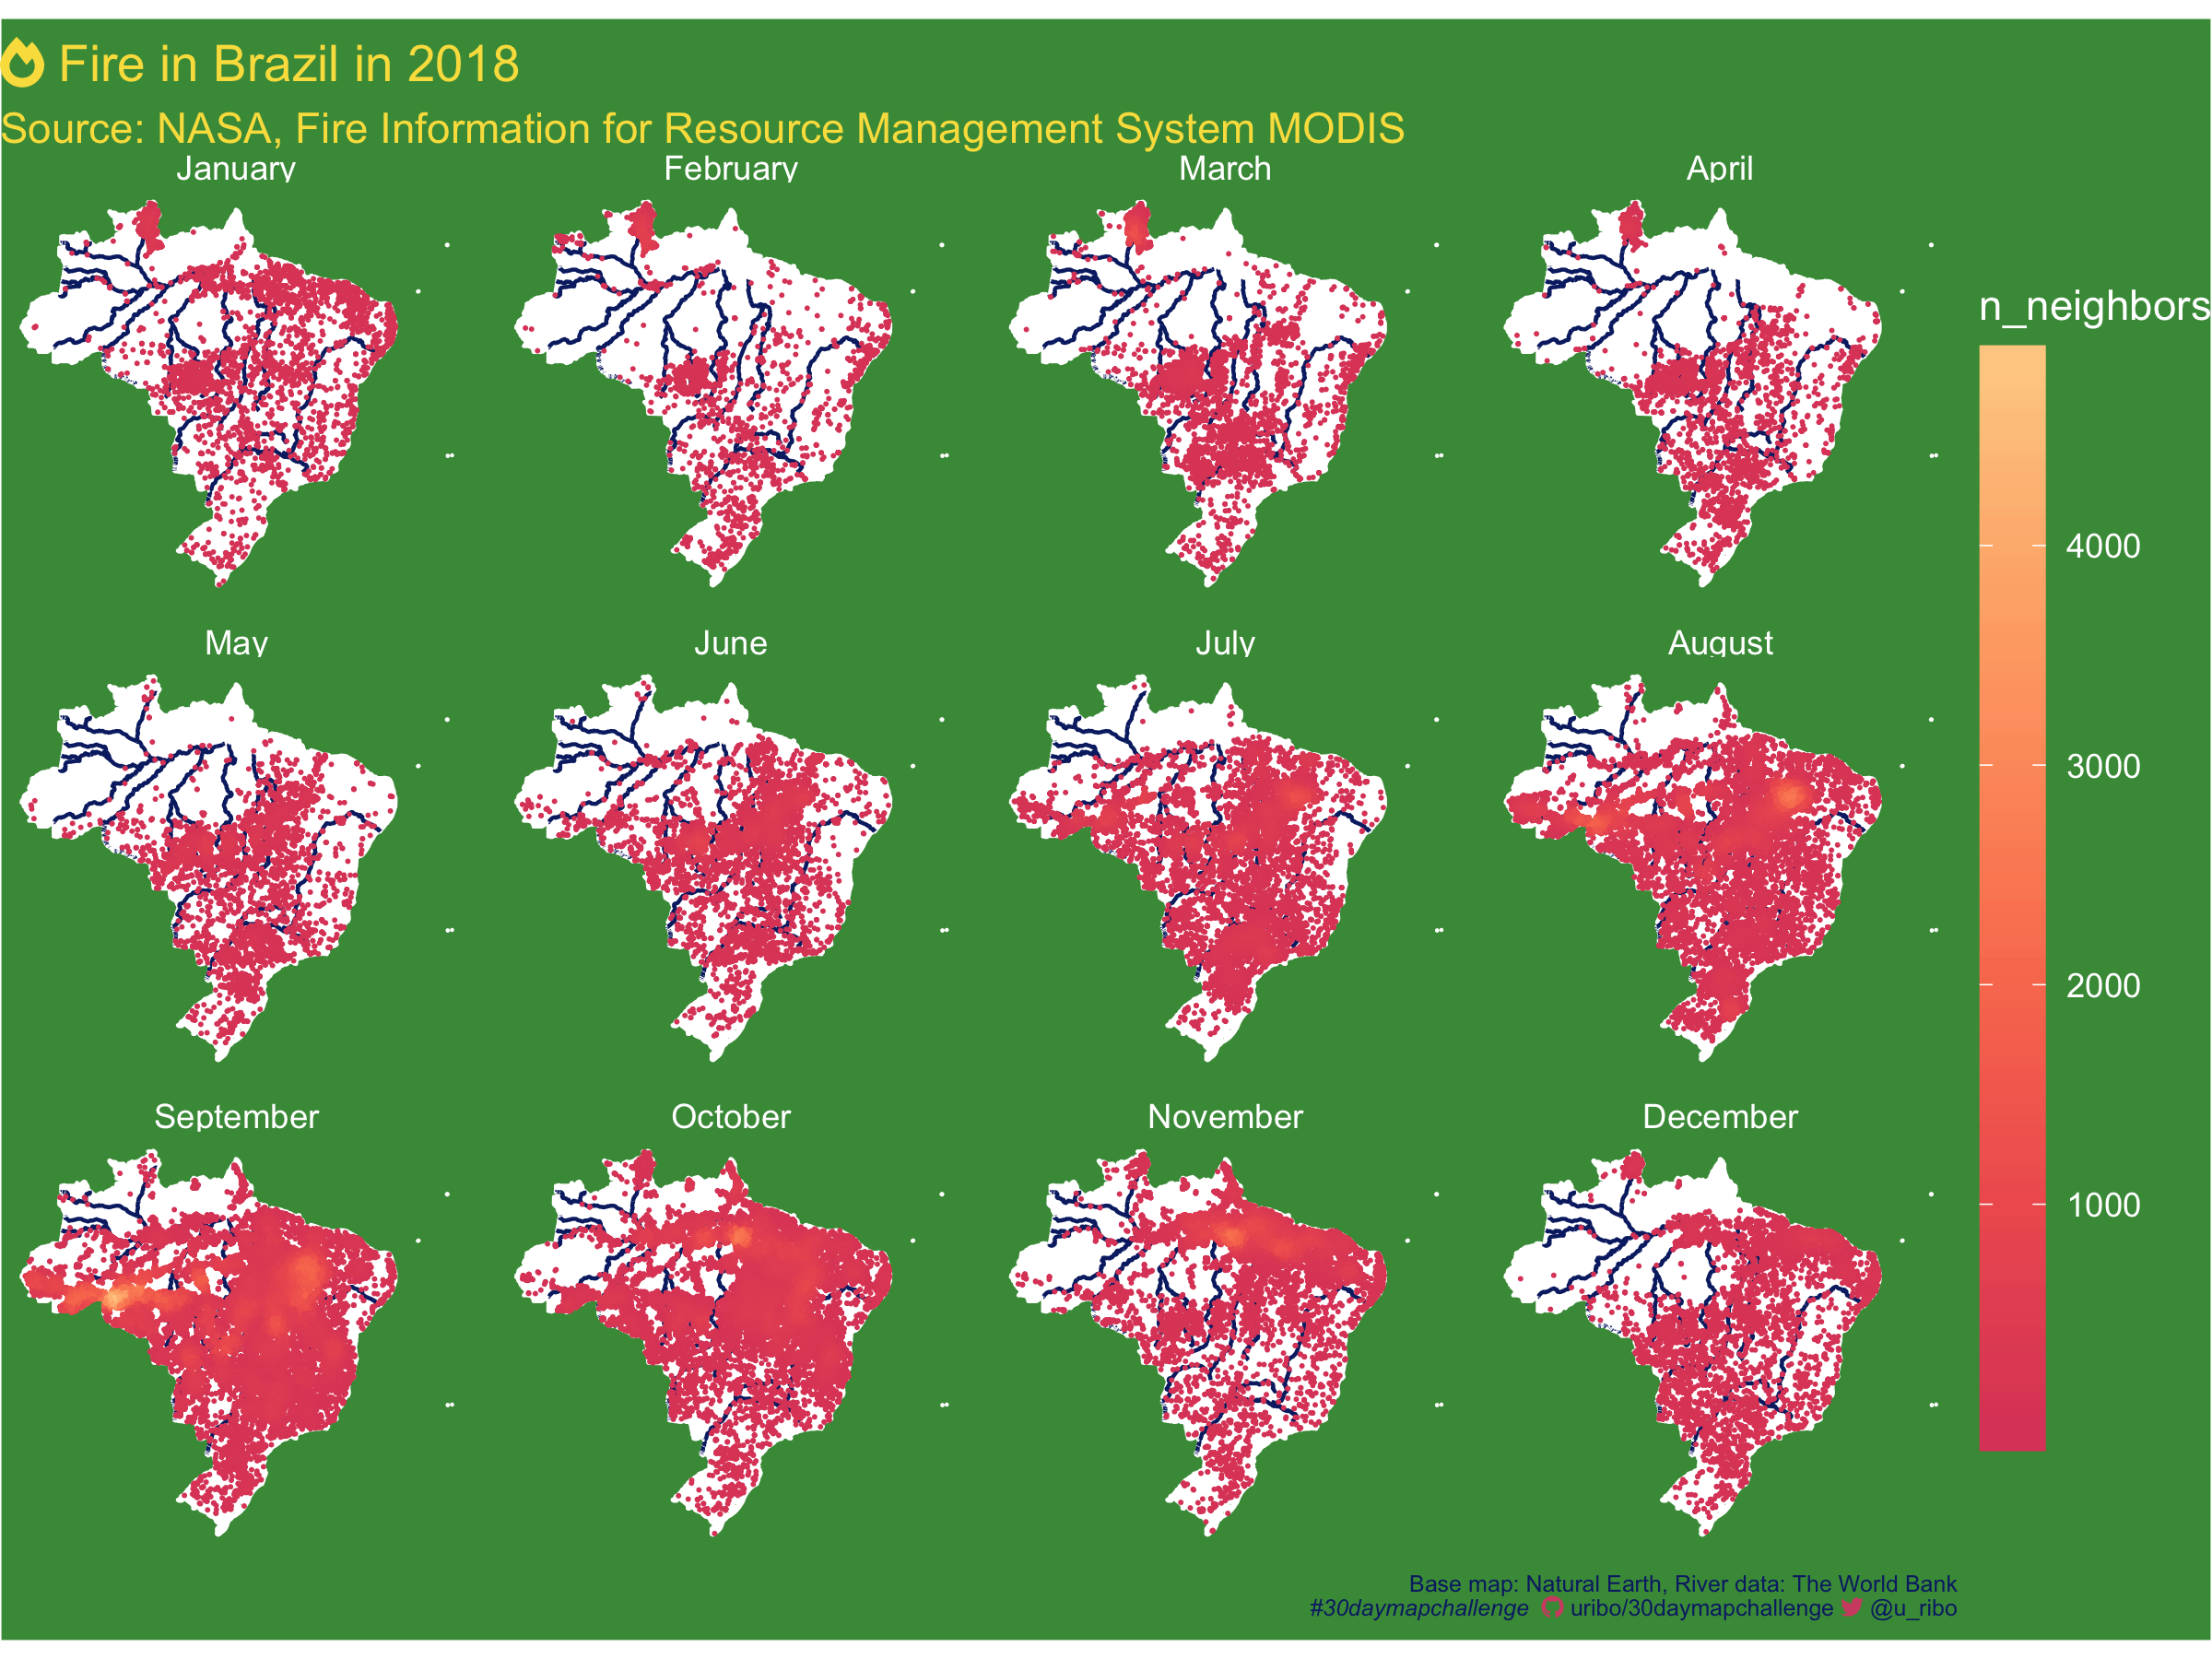 Fire in Brazil in 2018
Source: NASA, Fire Information for Resource Management System MODIS
January
February
March
April
May
June
July
August
September
October
November
December
n_neighbors
4000
3000
2000
1000
Base map: Natural Earth, River data: The World Bank
#30daymapchallenge uribo/30daymapchallenge @u_ribo